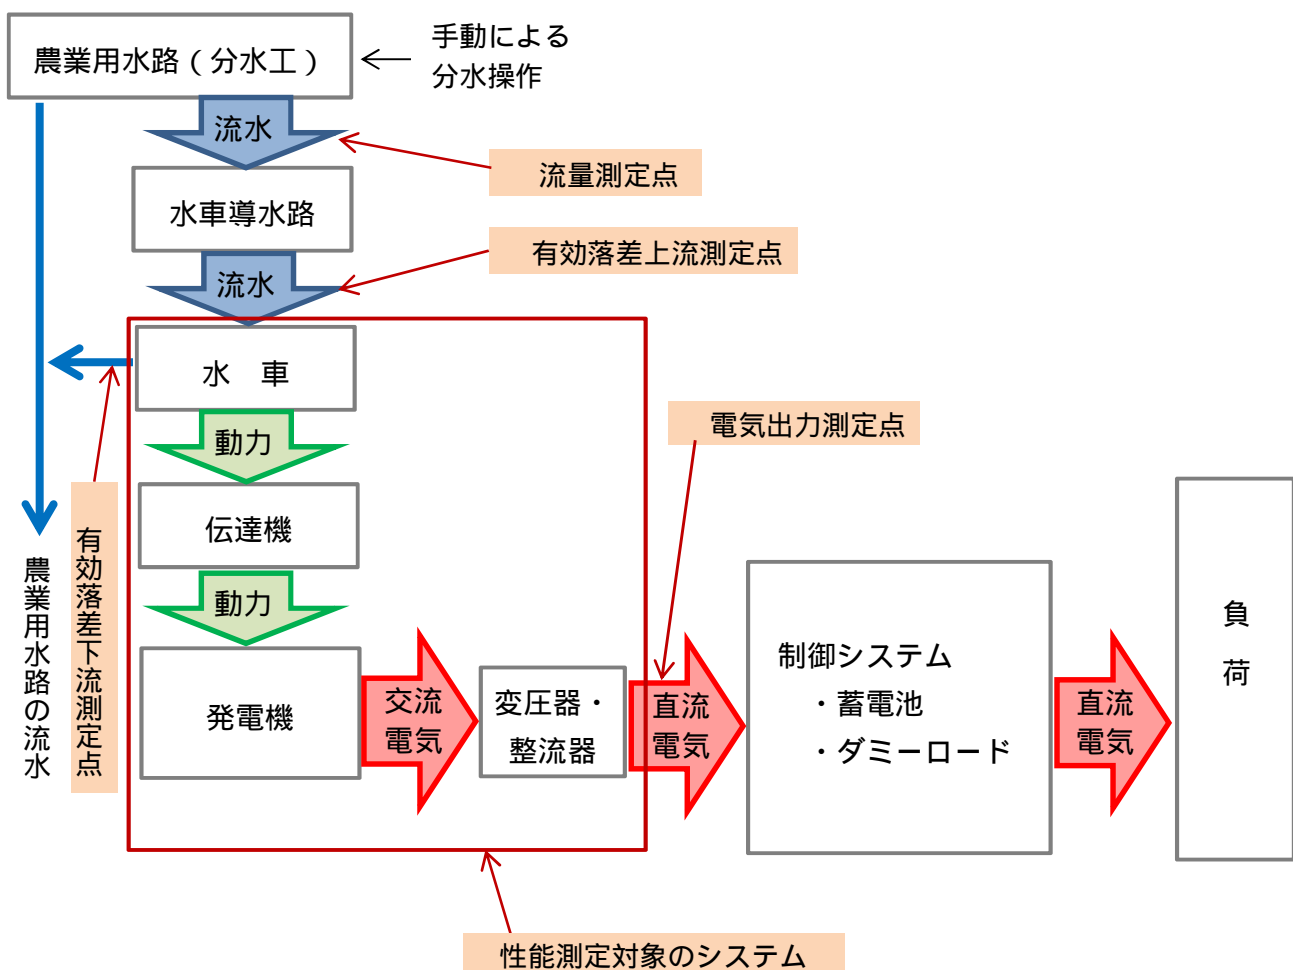 農業用水路（分水工）
手動による
分水操作
流水
流量測定点
水車導水路
有効落差上流測定点
流水
水　車
電気出力測定点
動力
伝達機
有効落差下流測定点
農業用水路の流水
動力
発電機
交流
電気
変圧器・
整流器
直流
電気
制御システム
・蓄電池
・ダミーロード
直流
電気
負
荷
性能測定対象のシステム